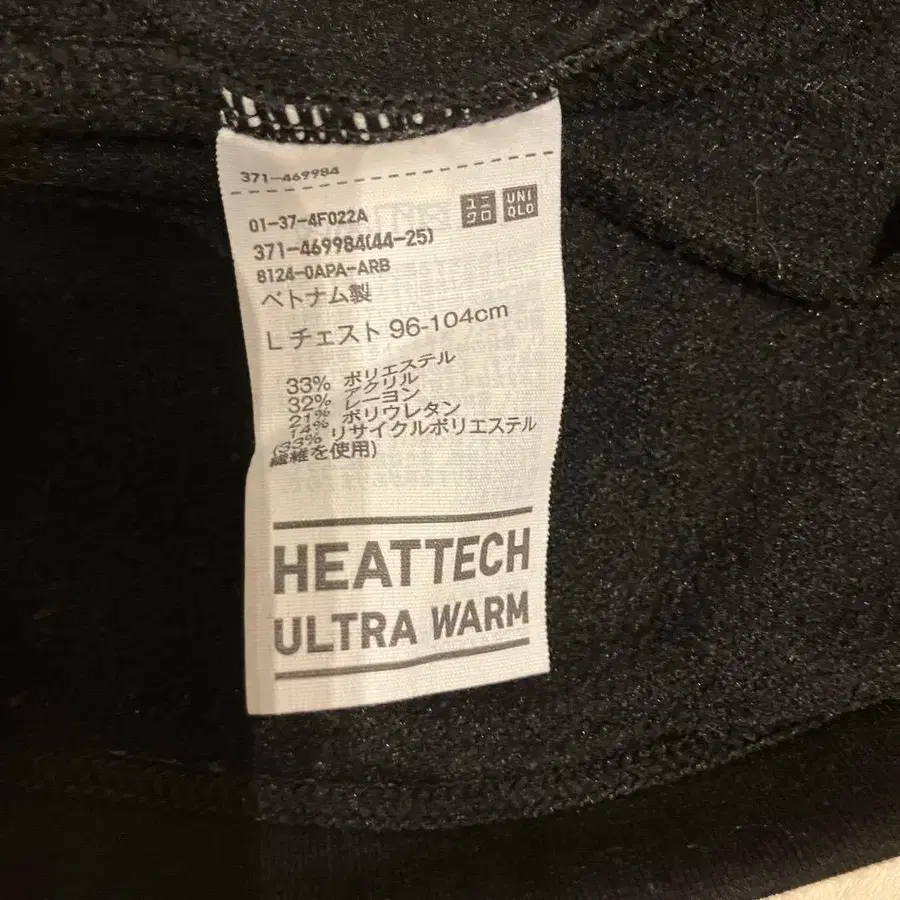 371-469984
ユニ
クロ
UNI
QLO
01-37-4F022A
371-469984(44-25)
8124-0APA-ARB
ベトナム製
L チェスト 96-104cm
33% ポリエステル
32% アクリル
21% レーヨン
14% ポリウレタン
(33% リサイクルポリエステル
繊維を使用)
HEATTECH
ULTRA WARM